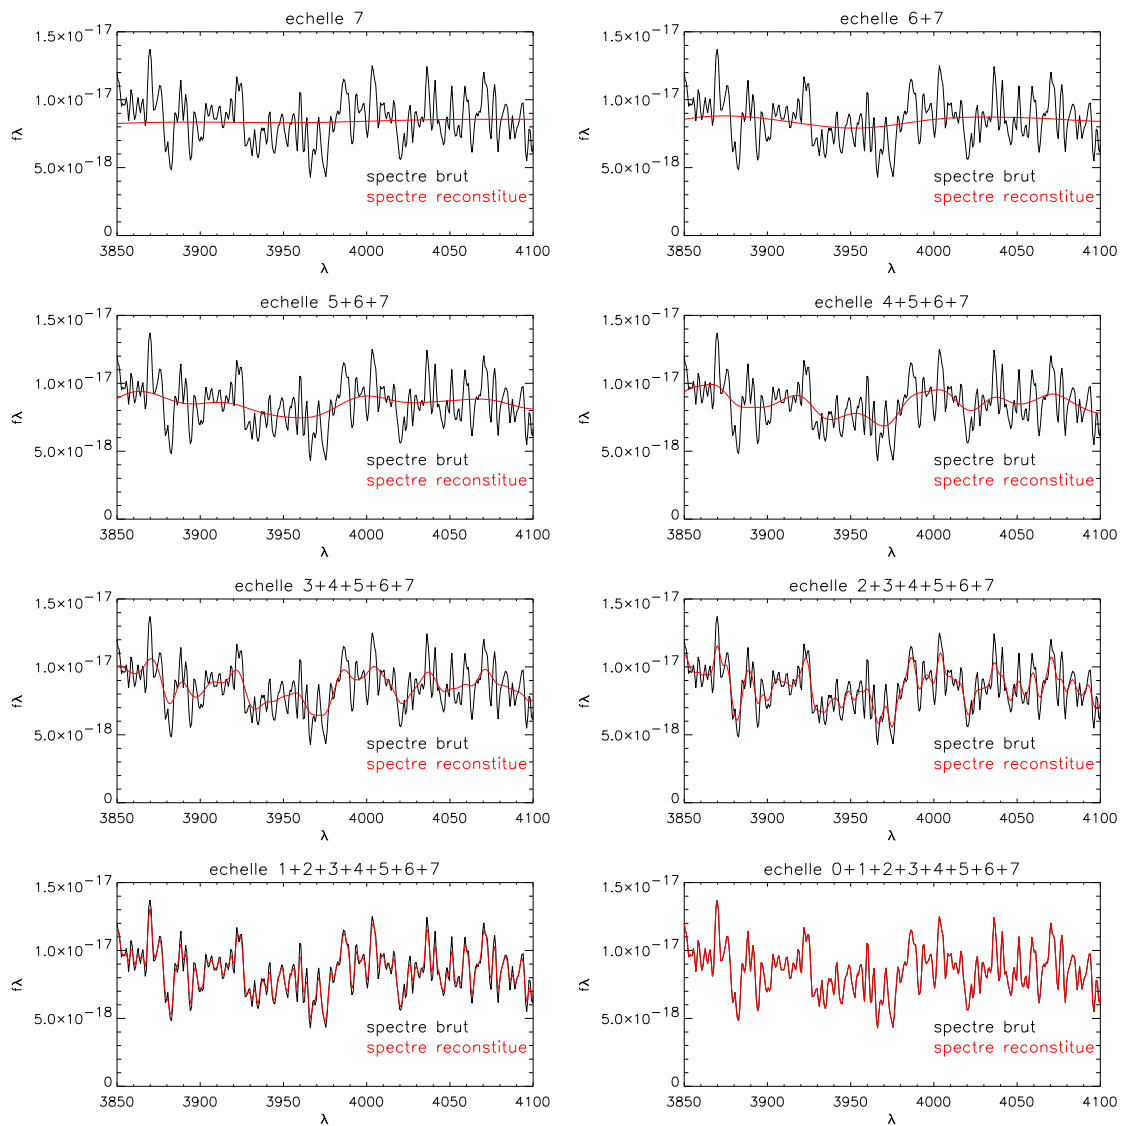 echelle 7
1.5×10⁻¹⁷
1.0×10⁻¹⁷
5.0×10⁻¹⁸
0
fλ
spectre brut
spectre reconstitue
3850 3900 3950 4000 4050 4100
λ
echelle 6+7
1.5×10⁻¹⁷
1.0×10⁻¹⁷
5.0×10⁻¹⁸
0
fλ
spectre brut
spectre reconstitue
3850 3900 3950 4000 4050 4100
λ
echelle 5+6+7
1.5×10⁻¹⁷
1.0×10⁻¹⁷
5.0×10⁻¹⁸
0
fλ
spectre brut
spectre reconstitue
3850 3900 3950 4000 4050 4100
λ
echelle 4+5+6+7
1.5×10⁻¹⁷
1.0×10⁻¹⁷
5.0×10⁻¹⁸
0
fλ
spectre brut
spectre reconstitue
3850 3900 3950 4000 4050 4100
λ
echelle 3+4+5+6+7
1.5×10⁻¹⁷
1.0×10⁻¹⁷
5.0×10⁻¹⁸
0
fλ
spectre brut
spectre reconstitue
3850 3900 3950 4000 4050 4100
λ
echelle 2+3+4+5+6+7
1.5×10⁻¹⁷
1.0×10⁻¹⁷
5.0×10⁻¹⁸
0
fλ
spectre brut
spectre reconstitue
3850 3900 3950 4000 4050 4100
λ
echelle 1+2+3+4+5+6+7
1.5×10⁻¹⁷
1.0×10⁻¹⁷
5.0×10⁻¹⁸
0
fλ
spectre brut
spectre reconstitue
3850 3900 3950 4000 4050 4100
λ
echelle 0+1+2+3+4+5+6+7
1.5×10⁻¹⁷
1.0×10⁻¹⁷
5.0×10⁻¹⁸
0
fλ
spectre brut
spectre reconstitue
3850 3900 3950 4000 4050 4100
λ